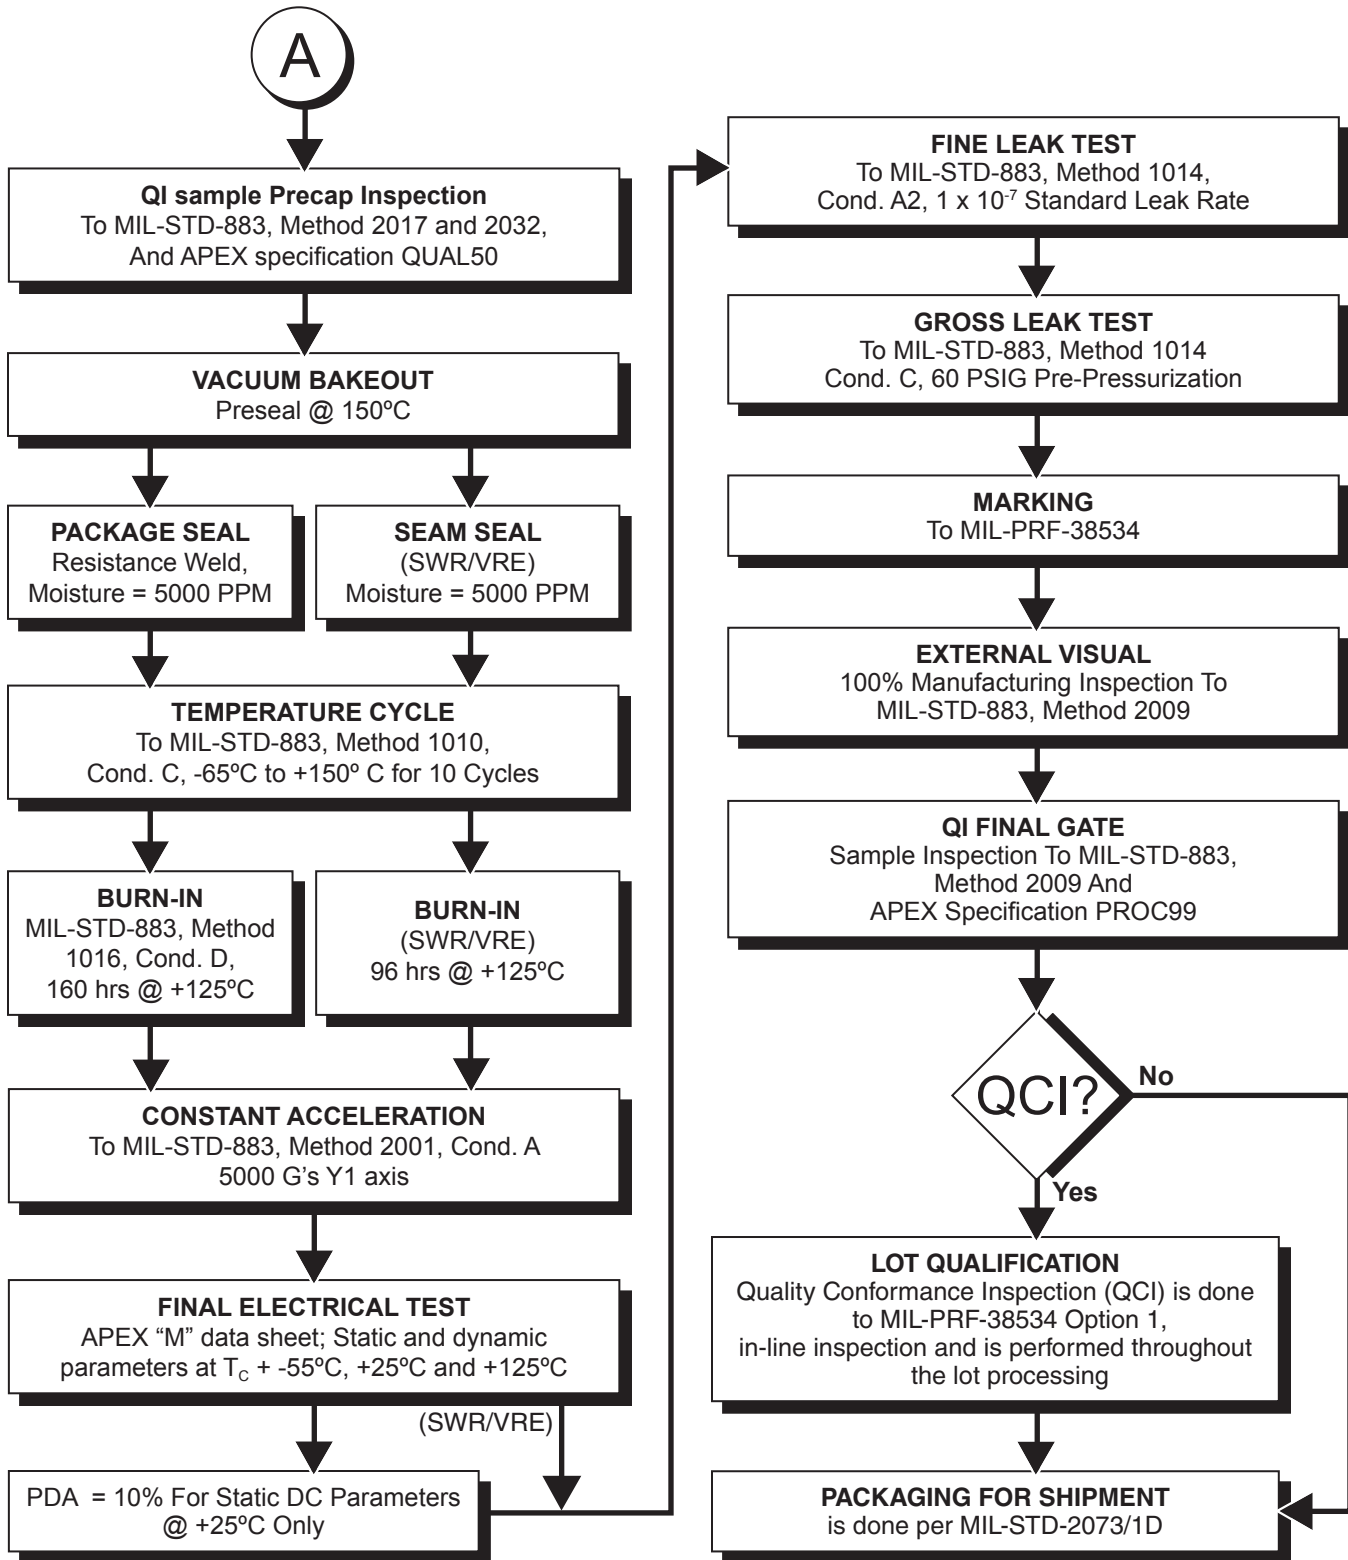 A
QI sample Precap Inspection
To MIL-STD-883, Method 2017 and 2032,
And APEX specification QUAL50
VACUUM BAKEOUT
Preseal @ 150ºC
PACKAGE SEAL
Resistance Weld,
Moisture = 5000 PPM
SEAM SEAL
(SWR/VRE)
Moisture = 5000 PPM
TEMPERATURE CYCLE
To MIL-STD-883, Method 1010,
Cond. C, -65ºC to +150º C for 10 Cycles
BURN-IN
MIL-STD-883, Method
1016, Cond. D,
160 hrs @ +125ºC
BURN-IN
(SWR/VRE)
96 hrs @ +125ºC
CONSTANT ACCELERATION
To MIL-STD-883, Method 2001, Cond. A
5000 G's Y1 axis
FINAL ELECTRICAL TEST
APEX “M” data sheet; Static and dynamic
parameters at TC + -55ºC, +25ºC and +125ºC
(SWR/VRE)
PDA = 10% For Static DC Parameters
@ +25ºC Only
FINE LEAK TEST
To MIL-STD-883, Method 1014,
Cond. A2, 1 x 10-7 Standard Leak Rate
GROSS LEAK TEST
To MIL-STD-883, Method 1014
Cond. C, 60 PSIG Pre-Pressurization
MARKING
To MIL-PRF-38534
EXTERNAL VISUAL
100% Manufacturing Inspection To
MIL-STD-883, Method 2009
QI FINAL GATE
Sample Inspection To MIL-STD-883,
Method 2009 And
APEX Specification PROC99
QCI?
No
Yes
LOT QUALIFICATION
Quality Conformance Inspection (QCI) is done
to MIL-PRF-38534 Option 1,
in-line inspection and is performed throughout
the lot processing
PACKAGING FOR SHIPMENT
is done per MIL-STD-2073/1D